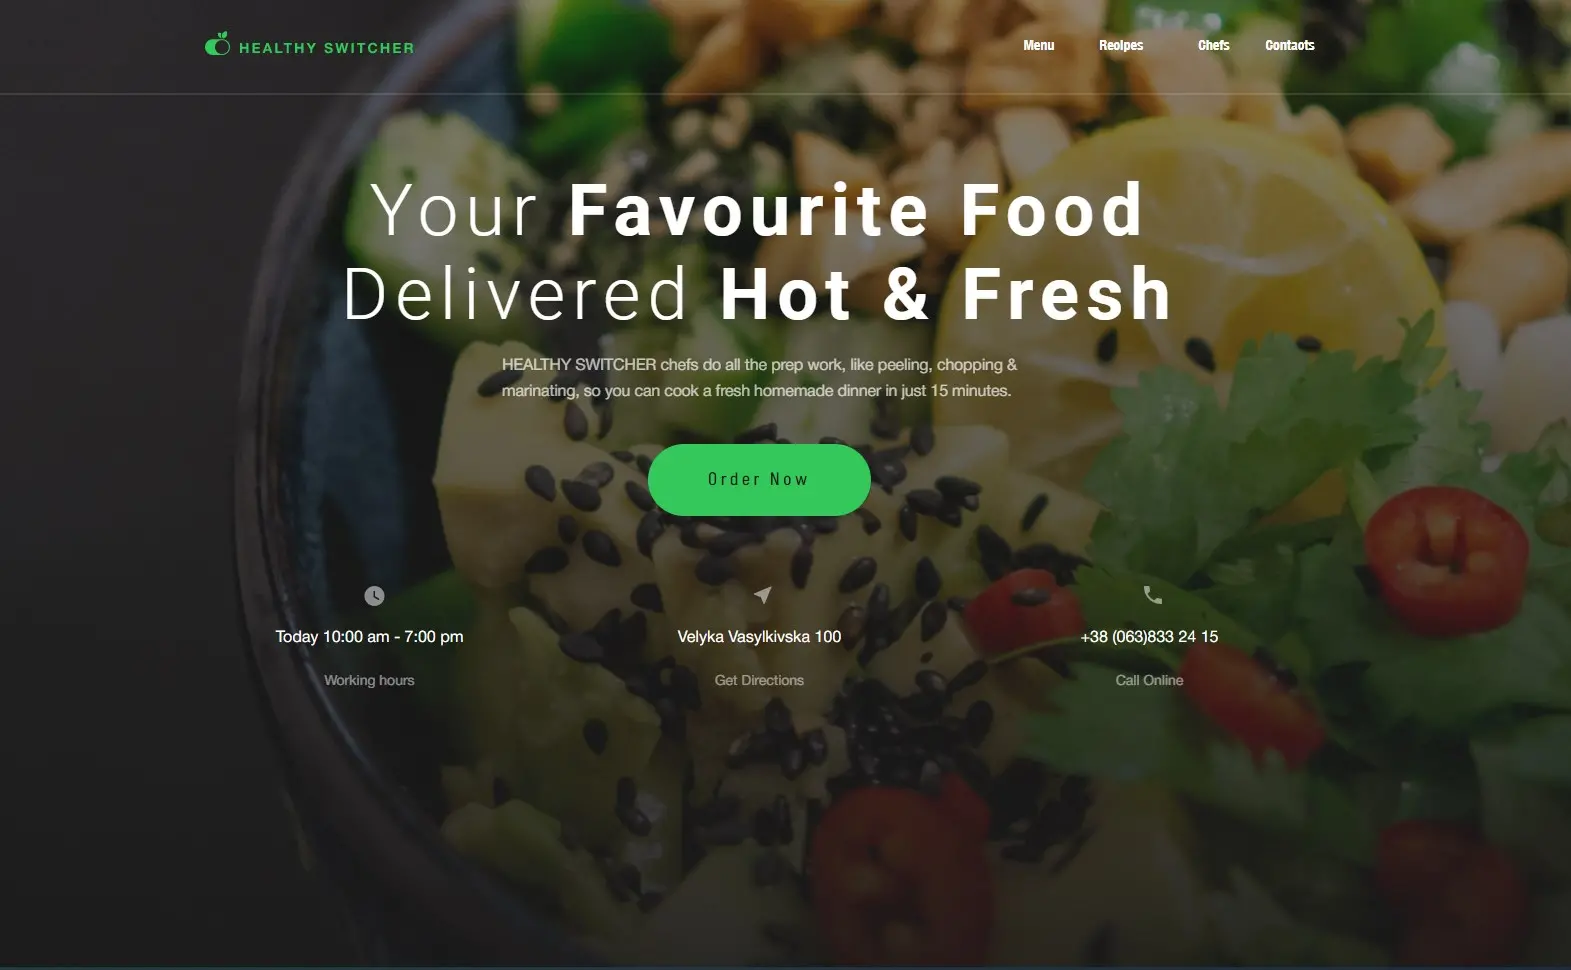 HEALTHY SWITCHER
Menu Recipes Chefs Contacts
Your Favourite Food
Delivered Hot & Fresh
HEALTHY SWITCHER chefs do all the prep work, like peeling, chopping &
marinating, so you can cook a fresh homemade dinner in just 15 minutes.
Order Now
Today 10:00 am - 7:00 pm
Working hours
Velyka Vasylkivska 100
Get Directions
+38 (063)833 24 15
Call Online